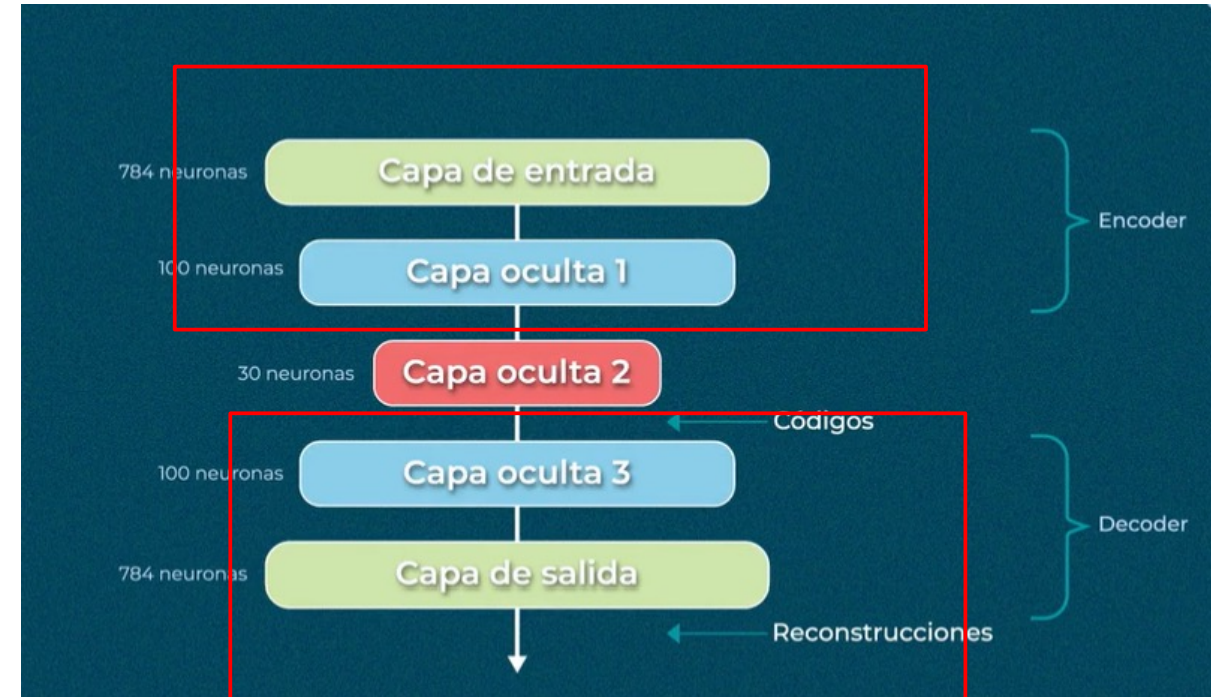 784 neuronas
Capa de entrada
Encoder
100 neuronas
Capa oculta 1
30 neuronas
Capa oculta 2
Códigos
100 neuronas
Capa oculta 3
Decoder
784 neuronas
Capa de salida
Reconstrucciones